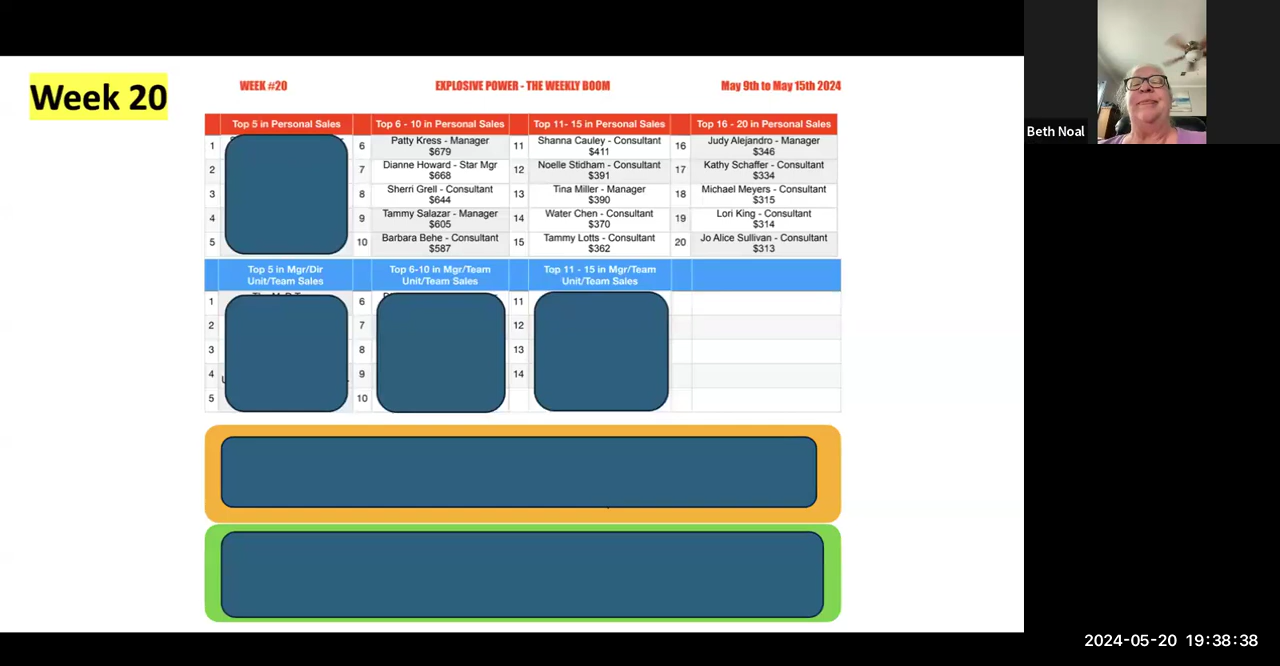 Week 20
WEEK #20
EXPLOSIVE POWER - THE WEEKLY BOOM
May 9th to May 15th 2024
Top 5 in Personal Sales
Top 6 - 10 in Personal Sales
Top 11- 15 in Personal Sales
Top 16 - 20 in Personal Sales
1
6
Patty Kress - Manager
$679
11
Shanna Cauley - Consultant
$411
16
Judy Alejandro - Manager
$346
2
7
Dianne Howard - Star Mgr
$668
12
Noelle Stidham - Consultant
$391
17
Kathy Schaffer - Consultant
$334
3
8
Sherri Grell - Consultant
$644
13
Tina Miller - Manager
$390
18
Michael Meyers - Consultant
$315
4
9
Tammy Salazar - Manager
$605
14
Water Chen - Consultant
$370
19
Lori King - Consultant
$314
5
10
Barbara Behe - Consultant
$587
15
Tammy Lotts - Consultant
$362
20
Jo Alice Sullivan - Consultant
$313
Top 5 in Mgr/Dir
Unit/Team Sales
Top 6-10 in Mgr/Team
Unit/Team Sales
Top 11 - 15 in Mgr/Team
Unit/Team Sales
1
6
11
2
7
12
3
8
13
4
9
14
5
10
Beth Noal
2024-05-20 19:38:38